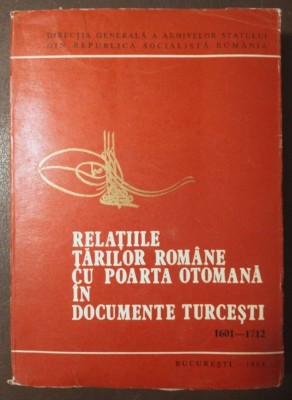 DIRECȚIA GENERALĂ A ARHIVELOR STATULUI
DIN REPUBLICA SOCIALISTĂ ROMÂNIA
RELAȚIILE
ȚĂRILOR ROMÂNE
CU POARTA OTOMANĂ
ÎN
DOCUMENTE TURCEȘTI
1601—1712
BUCUREȘTI